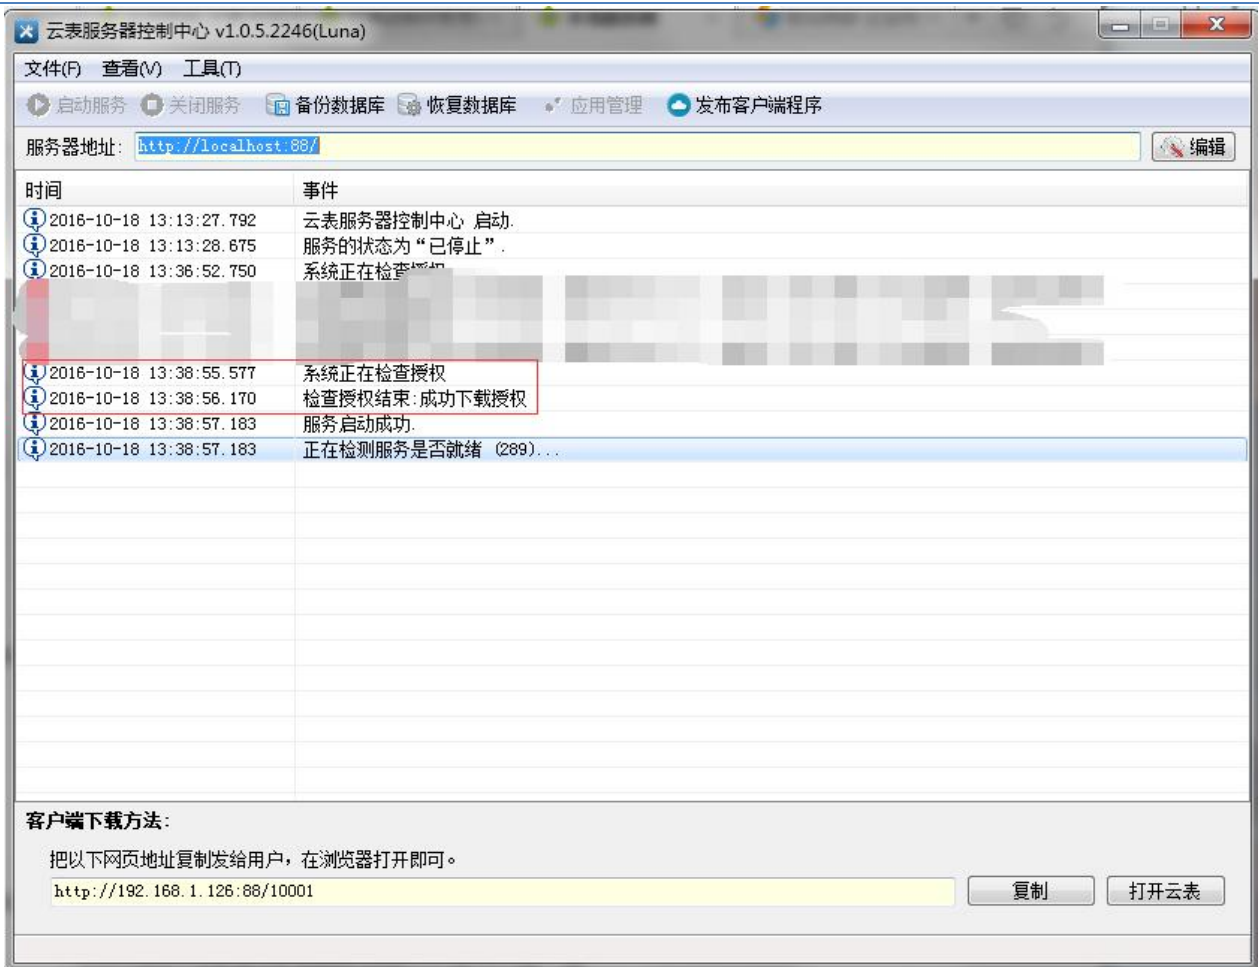 云表服务器控制中心 v1.0.5.2246(Luna)
文件(F) 查看(V) 工具(T)
启动服务 关闭服务 备份数据库 恢复数据库 应用管理 发布客户端程序
服务器地址: http://localhost:88/ 编辑
时间 事件
2016-10-18 13:13:27.792 云表服务器控制中心 启动.
2016-10-18 13:13:28.675 服务的状态为“已停止”.
2016-10-18 13:36:52.750 系统正在检查授权
2016-10-18 13:38:55.577 系统正在检查授权
2016-10-18 13:38:56.170 检查授权结束:成功下载授权
2016-10-18 13:38:57.183 服务启动成功.
2016-10-18 13:38:57.183 正在检测服务是否就绪 (289)...
客户端下载方法:
把以下网页地址复制发给用户，在浏览器打开即可。
http://192.168.1.126:88/10001 复制 打开云表